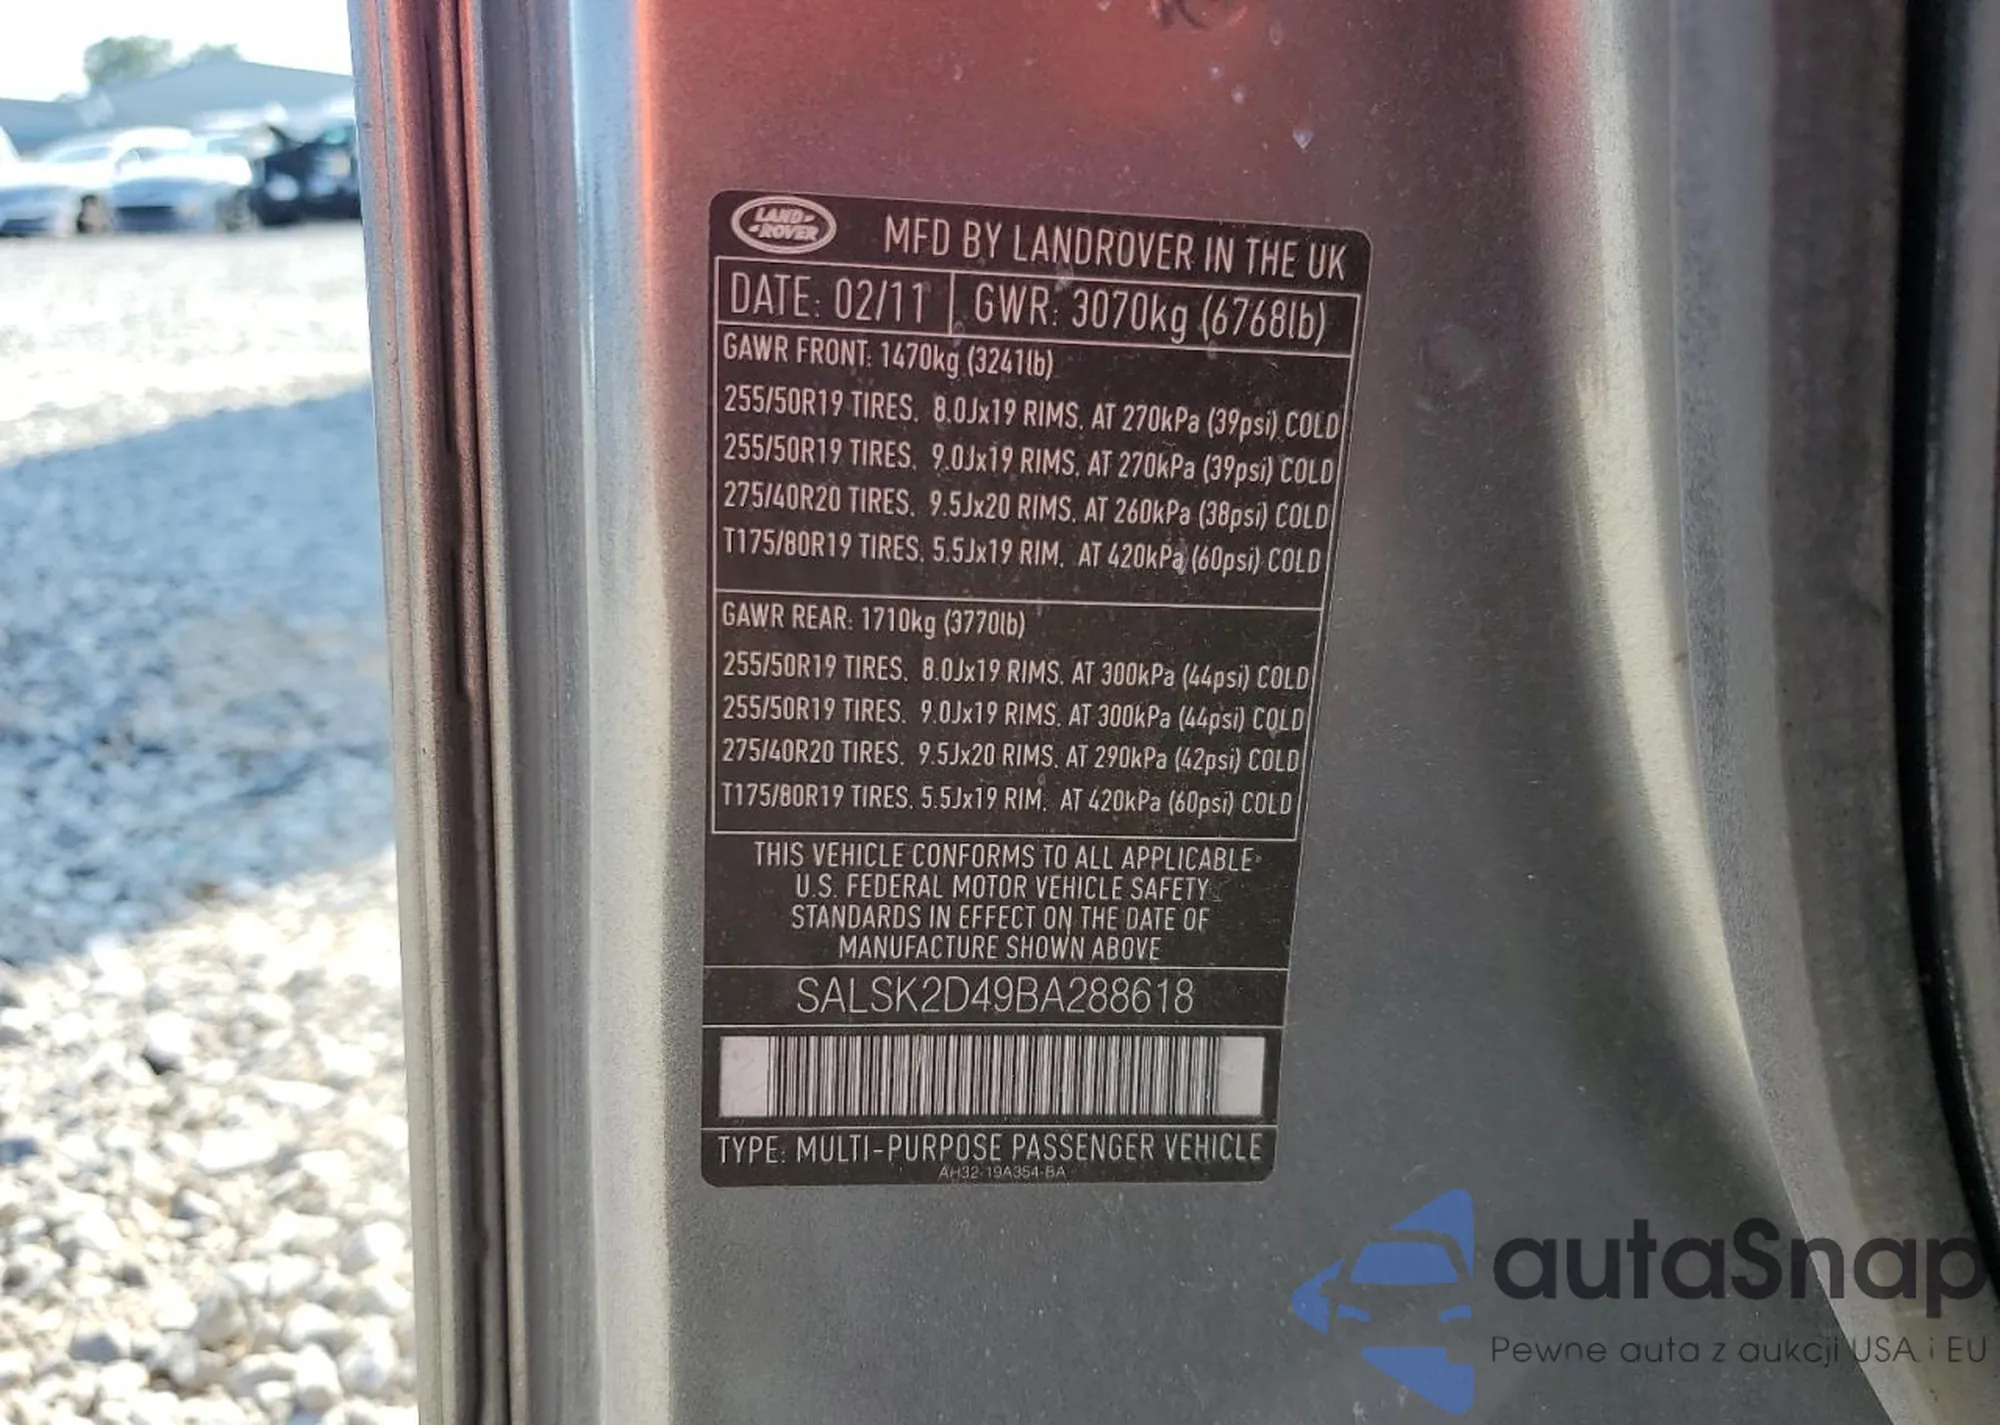 LAND-
-ROVER
MFD BY LANDROVER IN THE UK
DATE: 02/11 GWR: 3070kg (6768lb)
GAWR FRONT: 1470kg (3241lb)
255/50R19 TIRES, 8.0Jx19 RIMS, AT 270kPa (39psi) COLD
255/50R19 TIRES, 9.0Jx19 RIMS, AT 270kPa (39psi) COLD
275/40R20 TIRES, 9.5Jx20 RIMS, AT 260kPa (38psi) COLD
T175/80R19 TIRES, 5.5Jx19 RIM, AT 420kPa (60psi) COLD
GAWR REAR: 1710kg (3770lb)
255/50R19 TIRES, 8.0Jx19 RIMS, AT 300kPa (44psi) COLD
255/50R19 TIRES, 9.0Jx19 RIMS, AT 300kPa (44psi) COLD
275/40R20 TIRES, 9.5Jx20 RIMS, AT 290kPa (42psi) COLD
T175/80R19 TIRES, 5.5Jx19 RIM, AT 420kPa (60psi) COLD
THIS VEHICLE CONFORMS TO ALL APPLICABLE
U.S. FEDERAL MOTOR VEHICLE SAFETY
STANDARDS IN EFFECT ON THE DATE OF
MANUFACTURE SHOWN ABOVE
SALSK2D49BA288618
TYPE: MULTI-PURPOSE PASSENGER VEHICLE
AH32-19A354-BA
autaSnap
Pewne auta z aukcji USA i EU